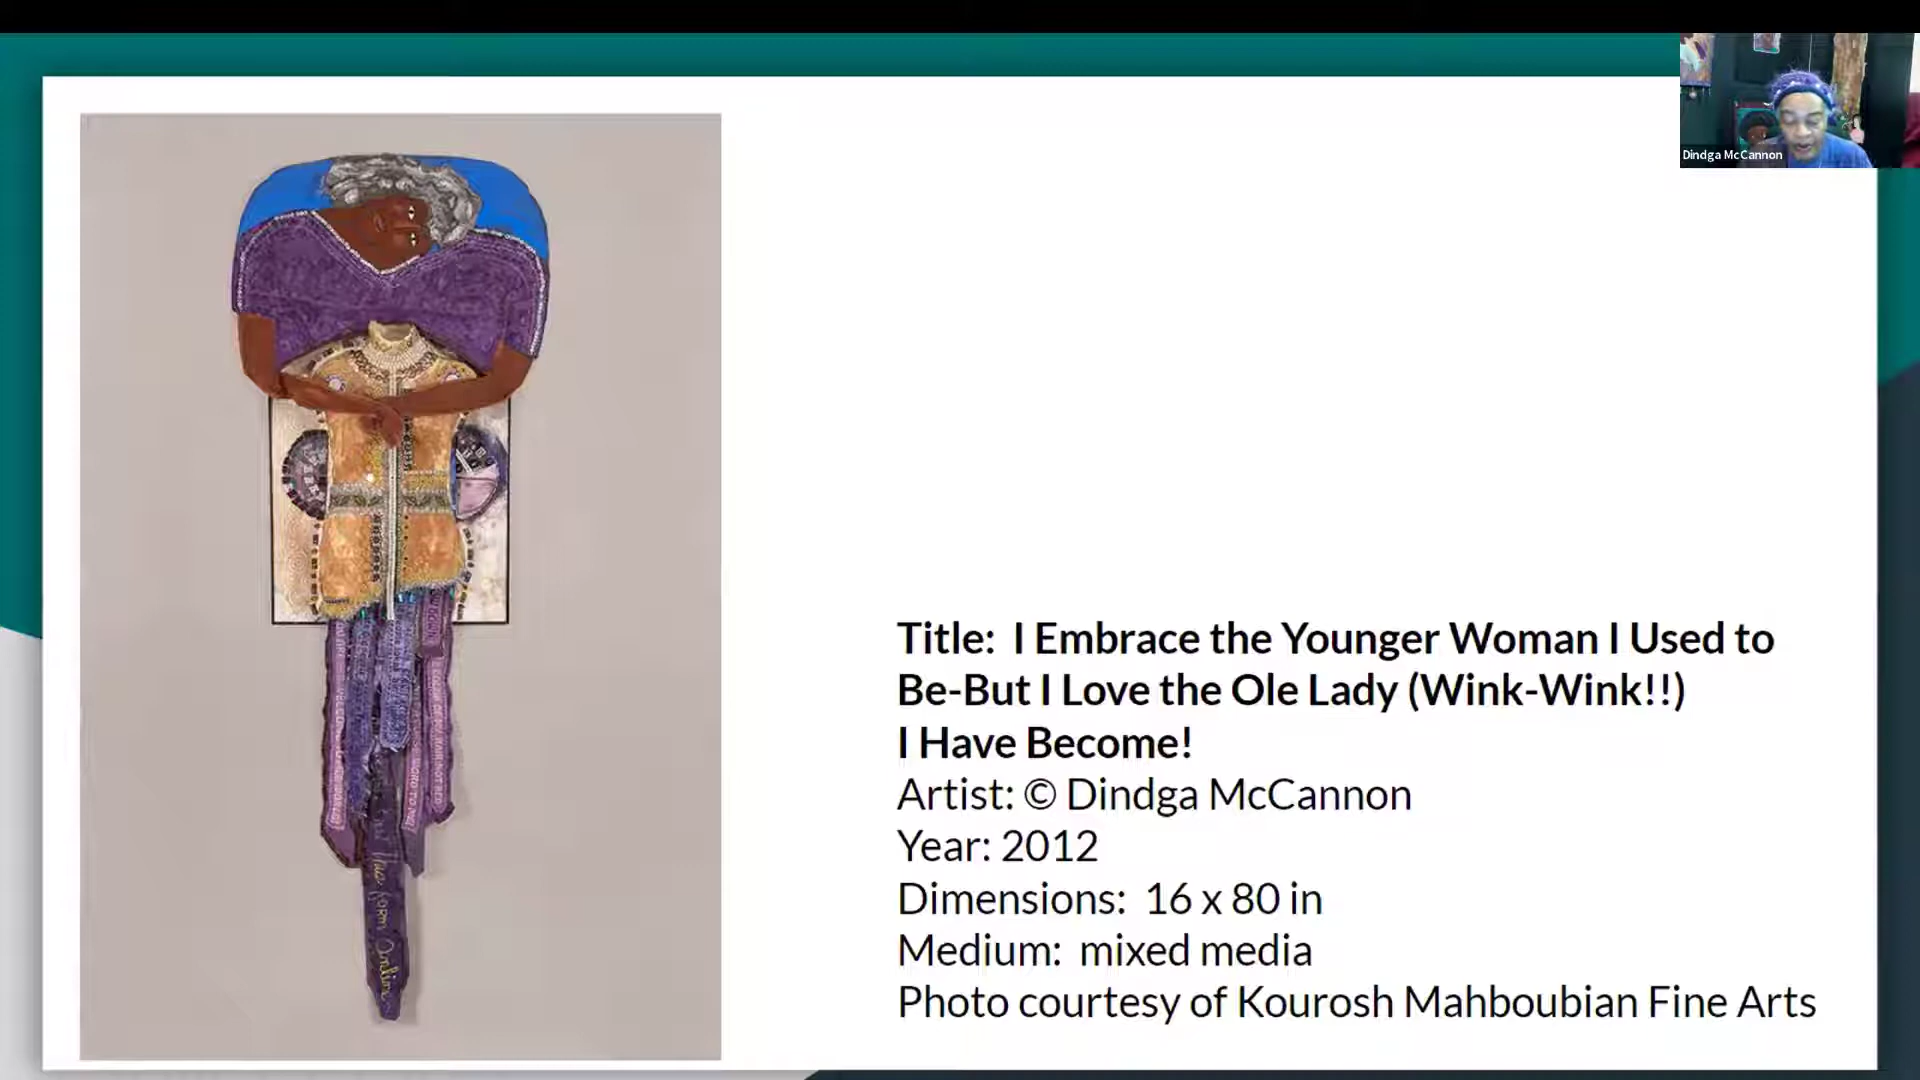 Dindga McCannon
Title:  I Embrace the Younger Woman I Used to
Be-But I Love the Ole Lady (Wink-Wink!!)
I Have Become!
Artist: © Dindga McCannon
Year: 2012
Dimensions:  16 x 80 in
Medium:  mixed media
Photo courtesy of Kourosh Mahboubian Fine Arts